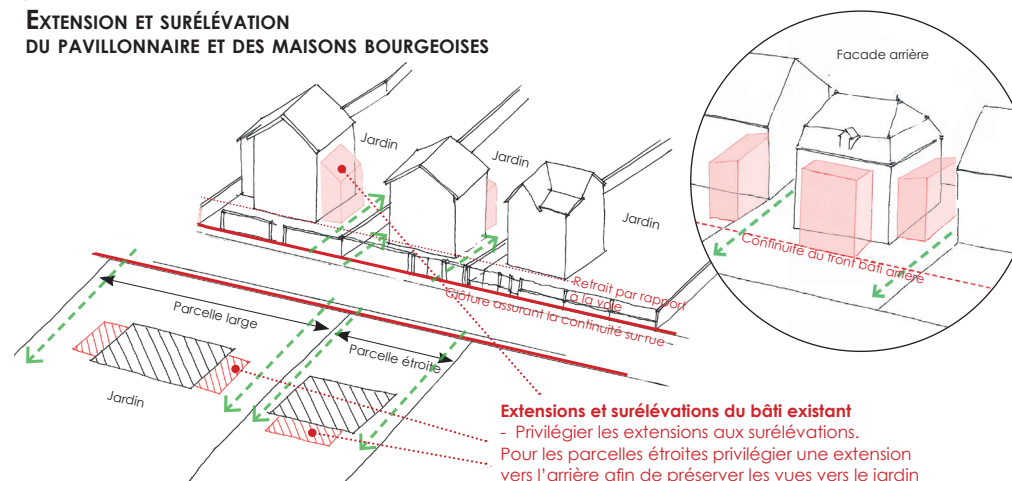 EXTENSION ET SURÉLÉVATION
DU PAVILLONNAIRE ET DES MAISONS BOURGEOISES
Facade arrière
Jardin
Jardin
Jardin
Continuité du front bâti arrière
Retrait par rapport
à la voie
Clôture assurant la continuité sur rue
Parcelle large
Parcelle étroite
Jardin
Extensions et surélévations du bâti existant
- Privilégier les extensions aux surélévations.
Pour les parcelles étroites privilégier une extension
vers l'arrière afin de préserver les vues vers le jardin